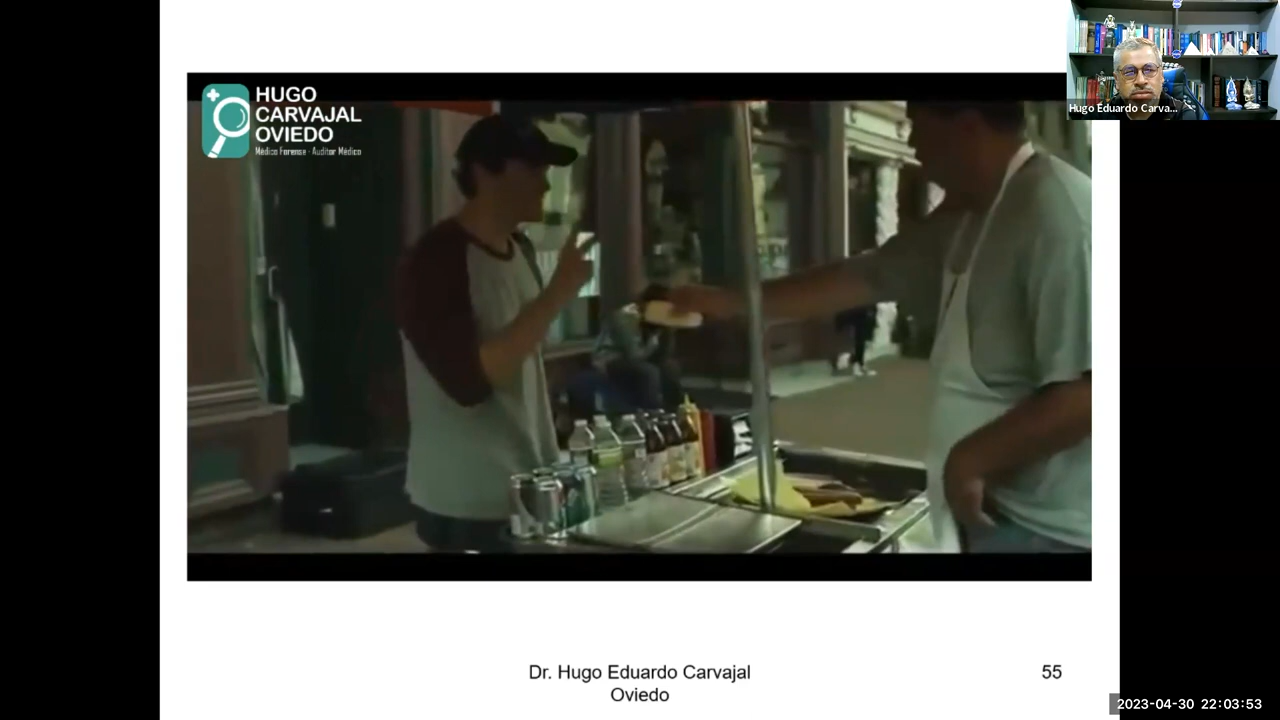 HUGO
CARVAJAL
OVIEDO
Médico Forense - Auditor Médico
Hugo Eduardo Carva...
Dr. Hugo Eduardo Carvajal
Oviedo
55
2023-04-30 22:03:53